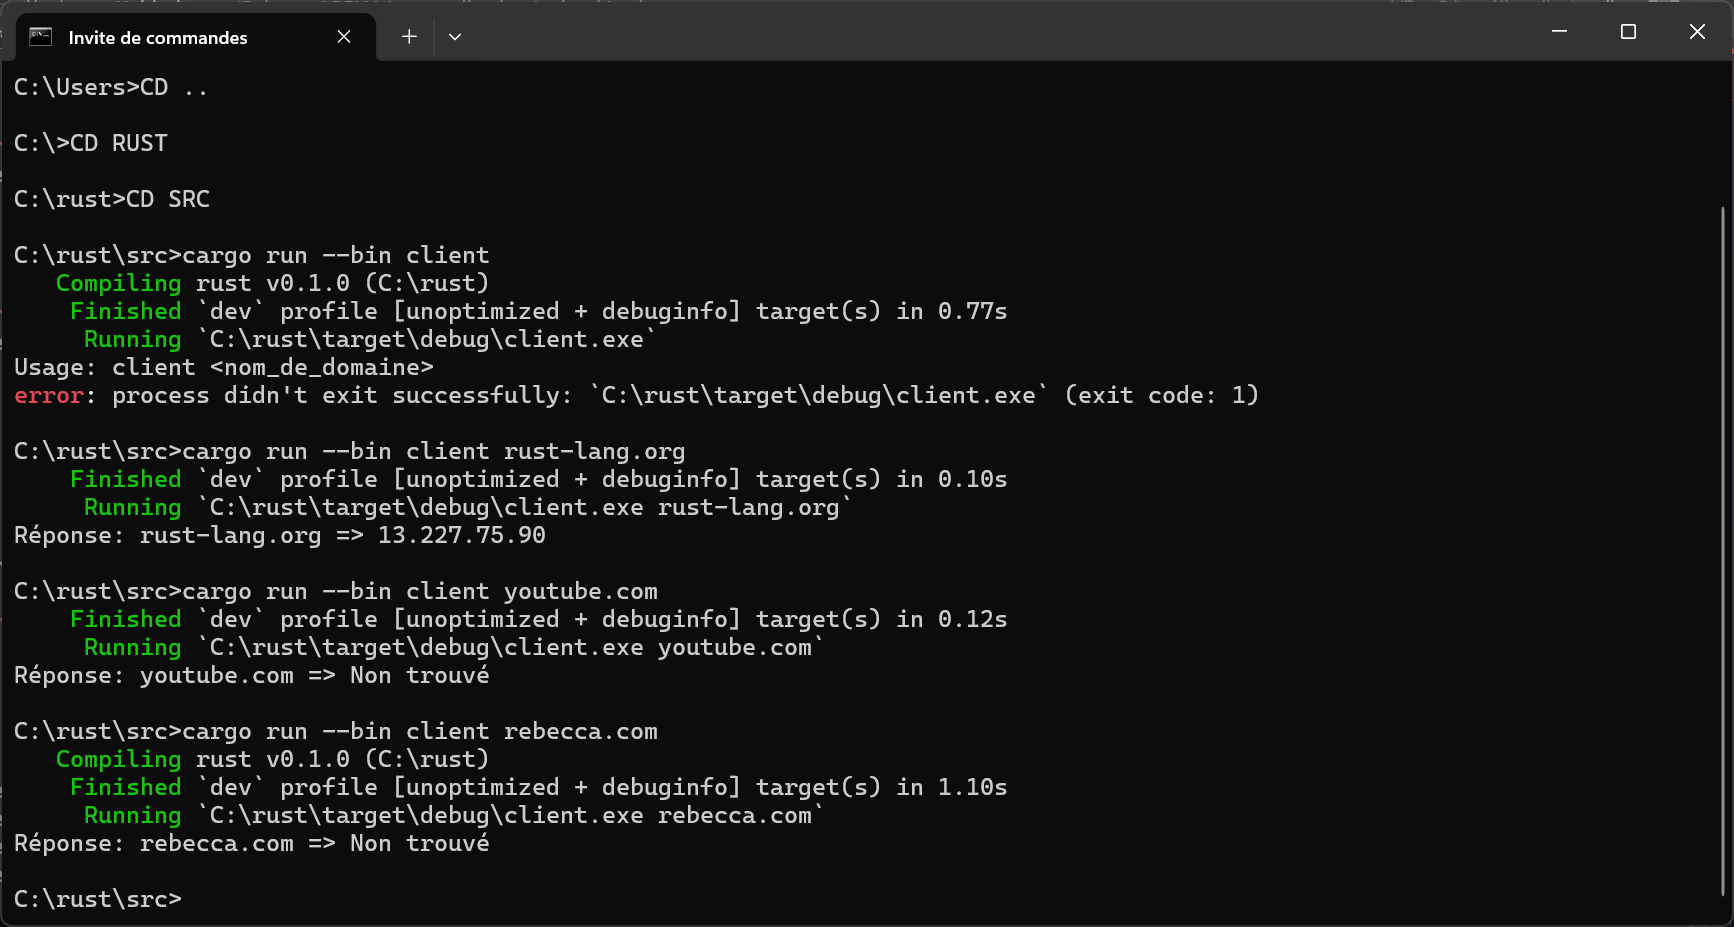 Invite de commandes
C:\Users>CD ..
C:\>CD RUST
C:\rust>CD SRC
C:\rust\src>cargo run --bin client
Compiling rust v0.1.0 (C:\rust)
Finished `dev` profile [unoptimized + debuginfo] target(s) in 0.77s
Running `C:\rust\target\debug\client.exe`
Usage: client <nom_de_domaine>
error: process didn't exit successfully: `C:\rust\target\debug\client.exe` (exit code: 1)
C:\rust\src>cargo run --bin client rust-lang.org
Finished `dev` profile [unoptimized + debuginfo] target(s) in 0.10s
Running `C:\rust\target\debug\client.exe rust-lang.org`
Réponse: rust-lang.org => 13.227.75.90
C:\rust\src>cargo run --bin client youtube.com
Finished `dev` profile [unoptimized + debuginfo] target(s) in 0.12s
Running `C:\rust\target\debug\client.exe youtube.com`
Réponse: youtube.com => Non trouvé
C:\rust\src>cargo run --bin client rebecca.com
Compiling rust v0.1.0 (C:\rust)
Finished `dev` profile [unoptimized + debuginfo] target(s) in 1.10s
Running `C:\rust\target\debug\client.exe rebecca.com`
Réponse: rebecca.com => Non trouvé
C:\rust\src>